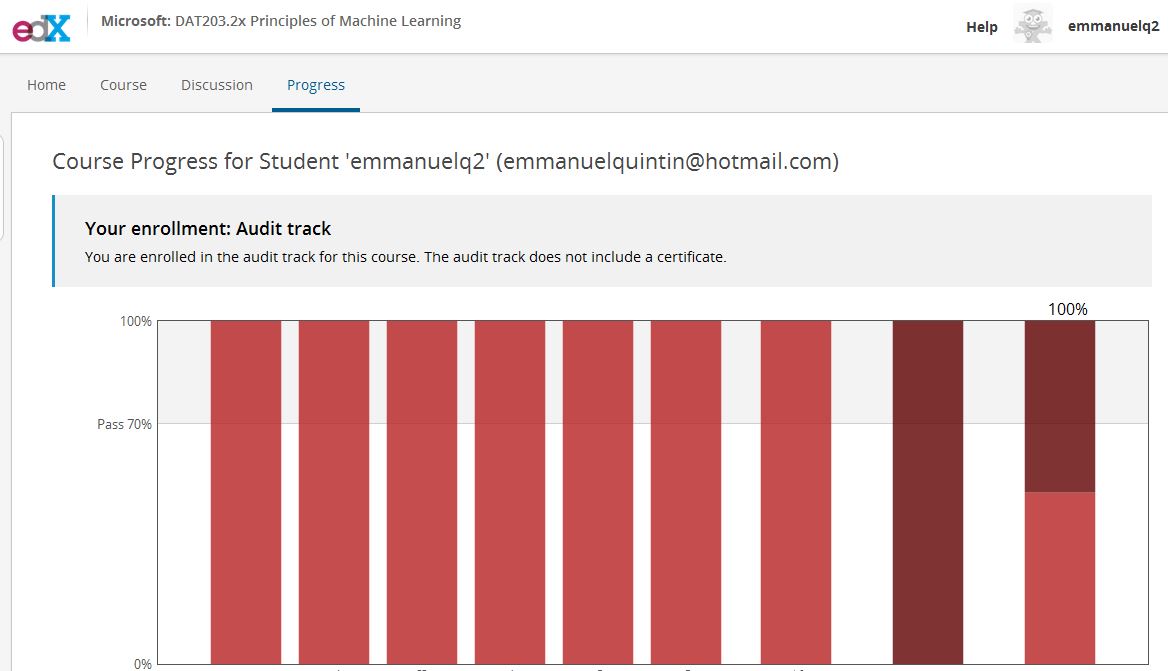 edX
Microsoft: DAT203.2x Principles of Machine Learning
Help
emmanuelq2
Home
Course
Discussion
Progress
Course Progress for Student 'emmanuelq2' (emmanuelquintin@hotmail.com)
Your enrollment: Audit track
You are enrolled in the audit track for this course. The audit track does not include a certificate.
100%
100%
Pass 70%
0%